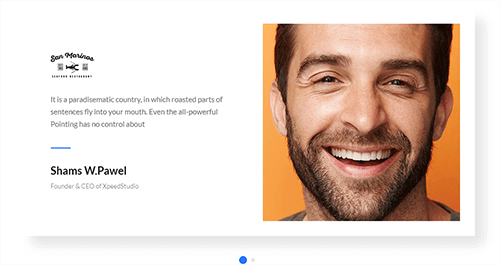 San Marinos
SEAFOOD RESTAURANT
It is a paradisematic country, in which roasted parts of
sentences fly into your mouth. Even the all-powerful
Pointing has no control about
Shams W.Pawel
Founder & CEO of XpeedStudio